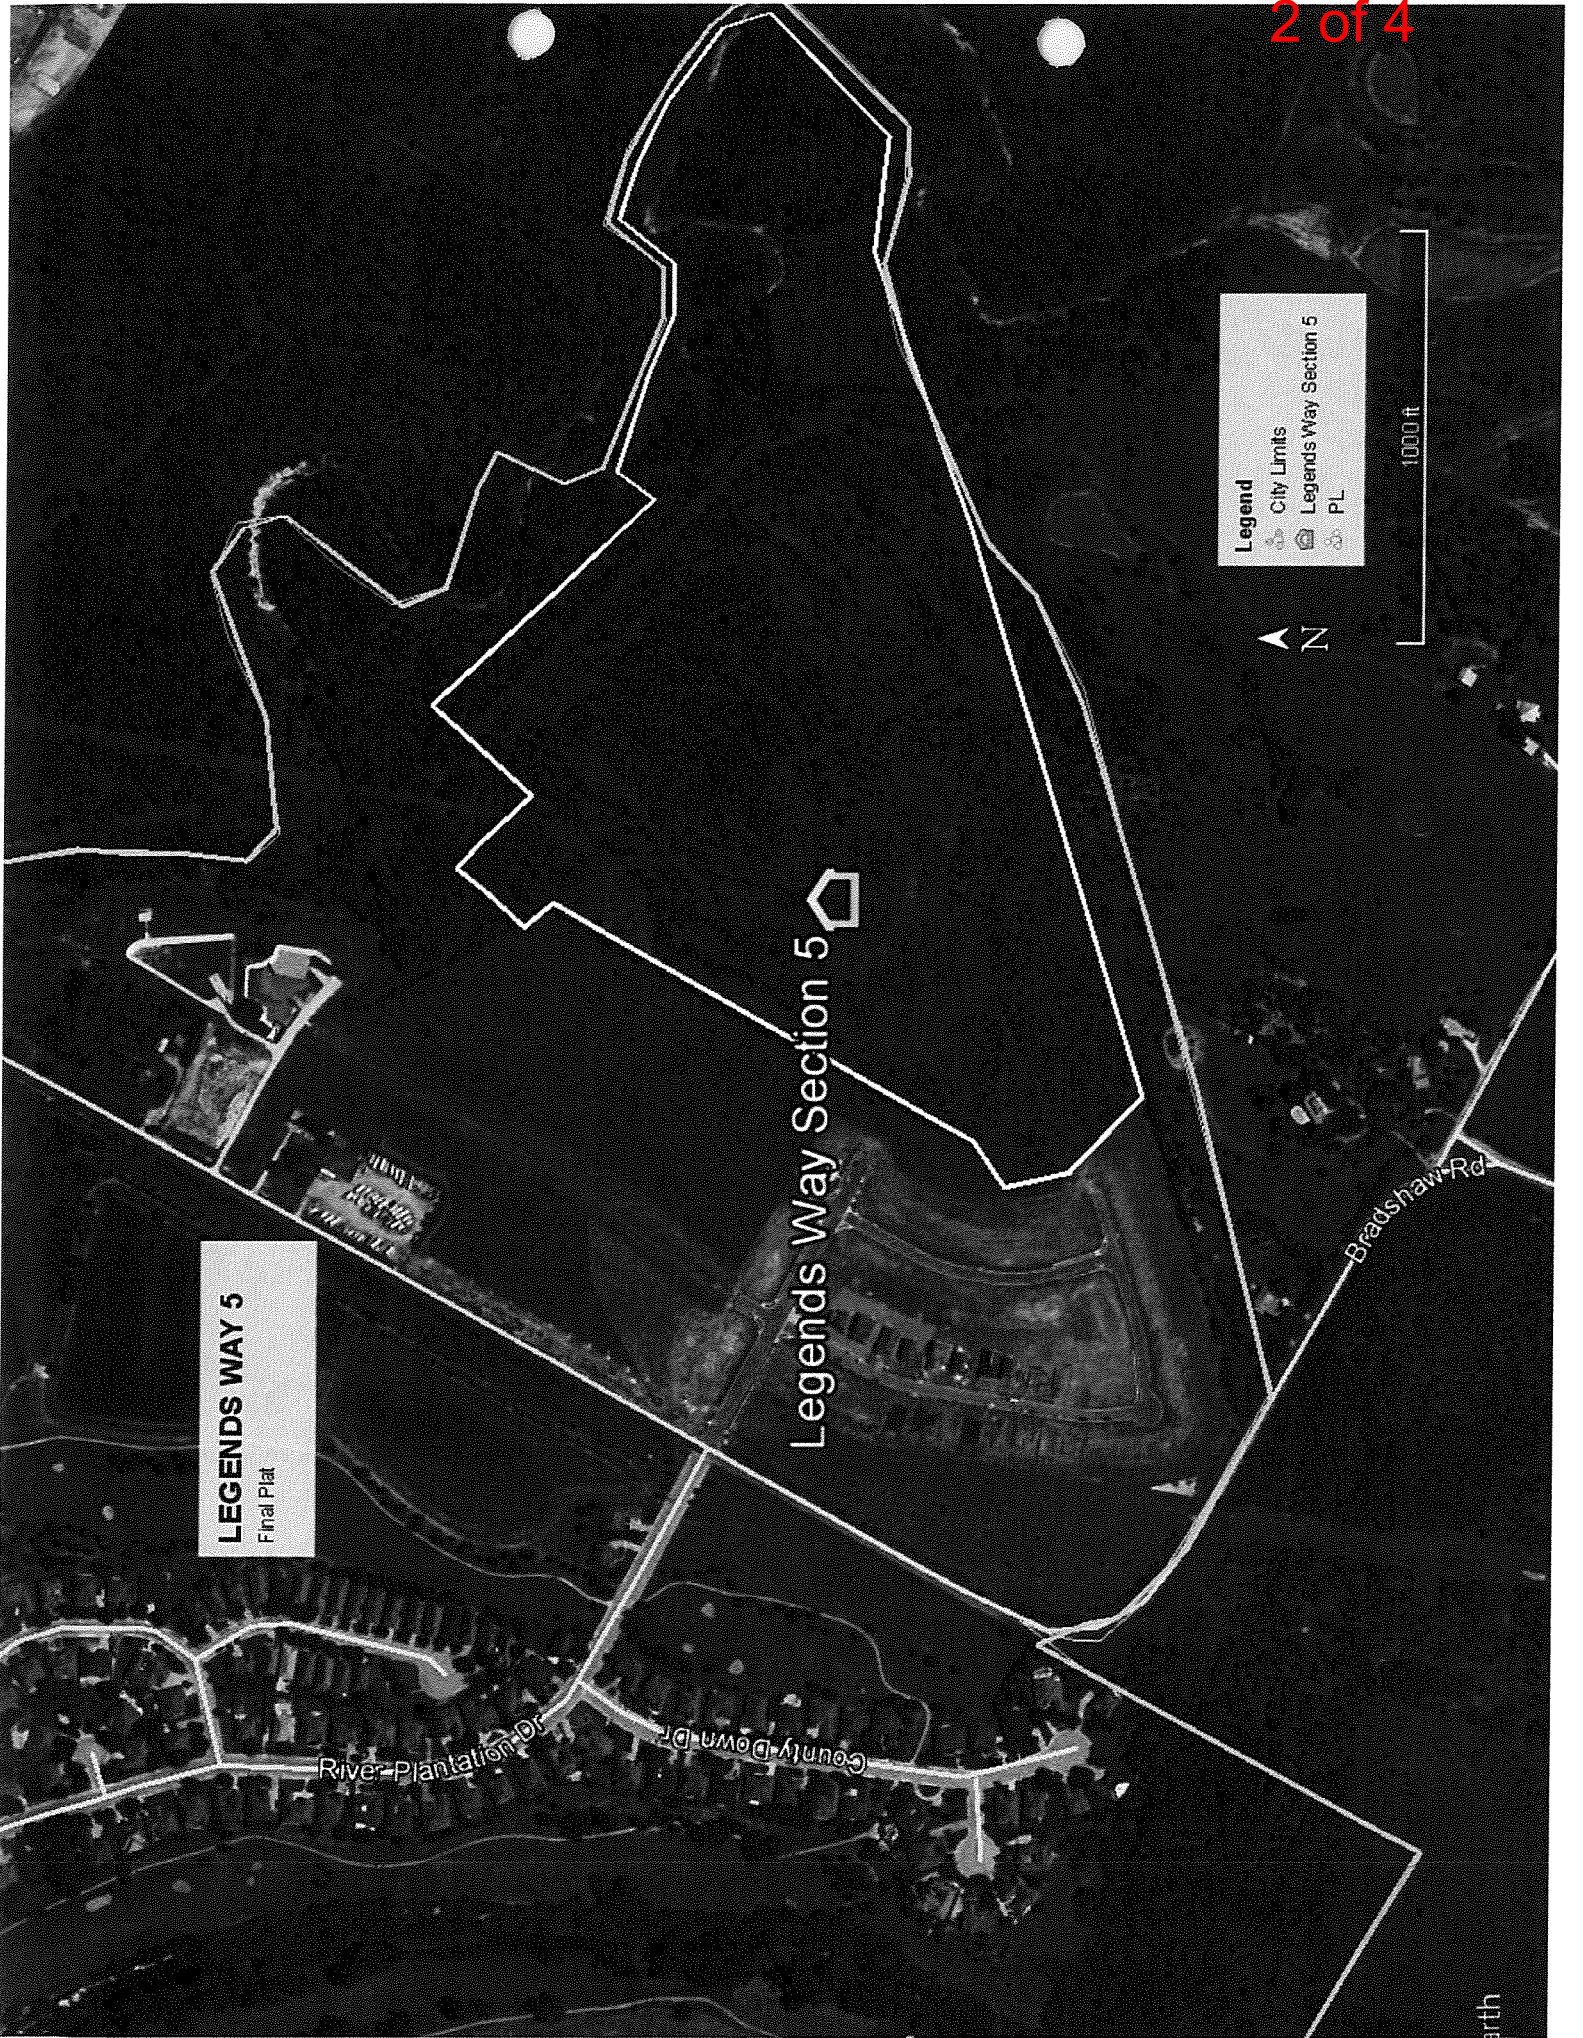 2 of 4
LEGENDS WAY 5
Final Plat
Legends Way Section 5
River Plantation Dr
County Down Dr
Bradshaw Rd
Legend
City Limits
Legends Way Section 5
PL
N
1000 ft
arth